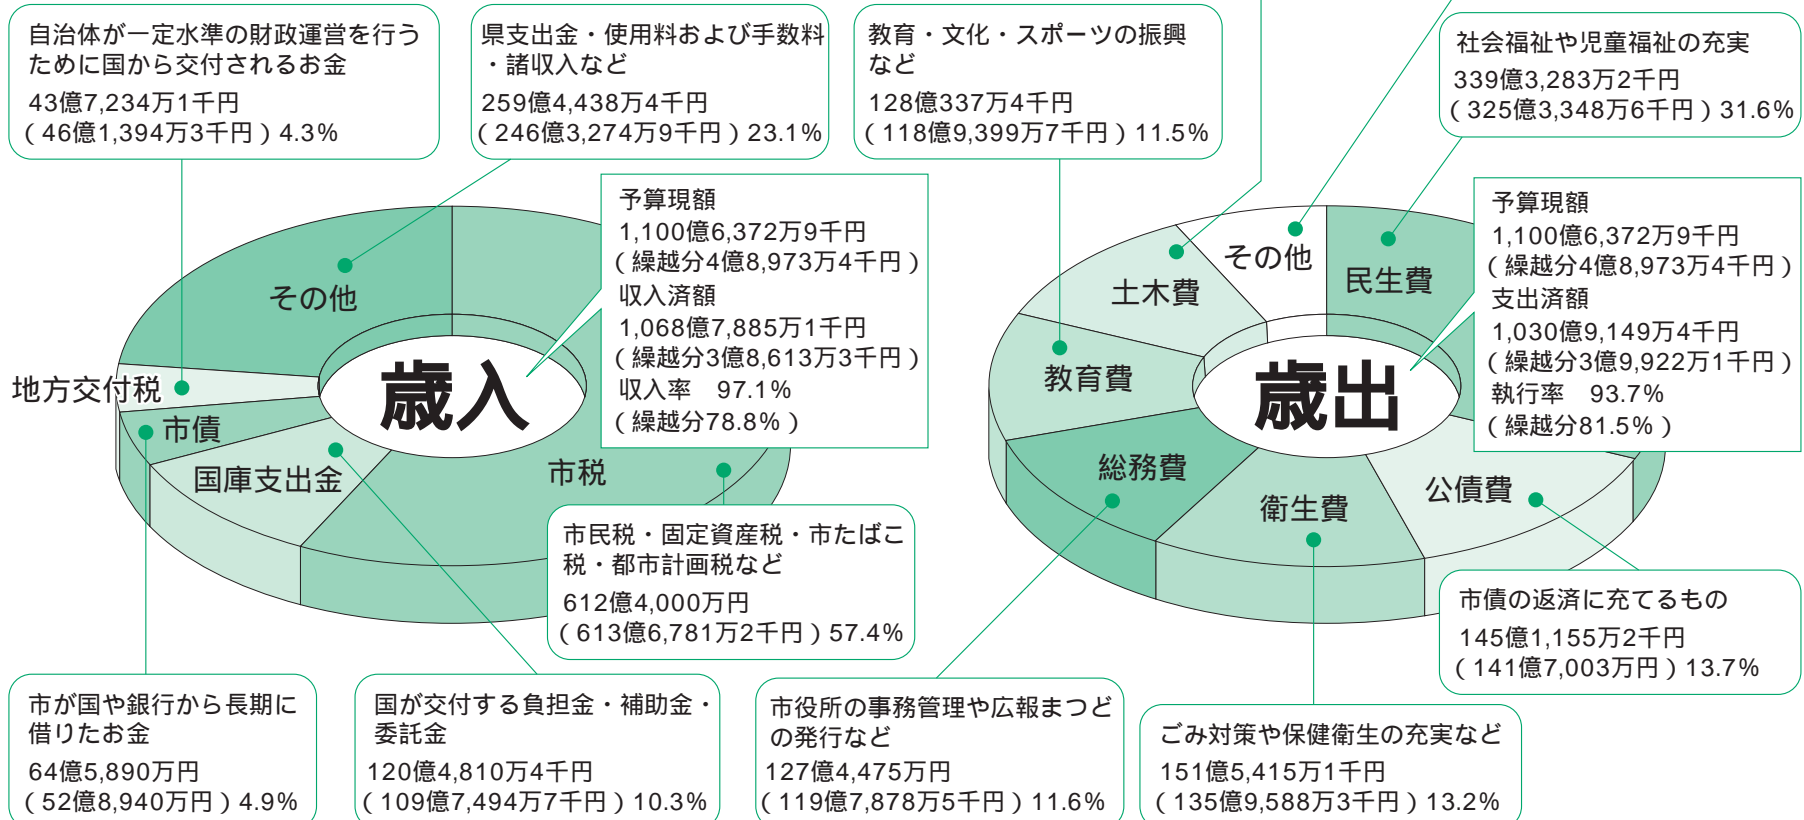 自治体が一定水準の財政運営を行う
ために国から交付されるお金
43億7,234万1千円
(46億1,394万3千円)4.3%
県支出金・使用料および手数料
・諸収入など
259億4,438万4千円
(246億3,274万9千円)23.1%
教育・文化・スポーツの振興
など
128億337万4千円
(118億9,399万7千円)11.5%
社会福祉や児童福祉の充実
339億3,283万2千円
(325億3,348万6千円)31.6%
予算現額
1,100億6,372万9千円
(繰越分4億8,973万4千円)
収入済額
1,068億7,885万1千円
(繰越分3億8,613万3千円)
収入率 97.1%
(繰越分78.8%)
その他
地方交付税
市債
国庫支出金
市税
歳入
予算現額
1,100億6,372万9千円
(繰越分4億8,973万4千円)
支出済額
1,030億9,149万4千円
(繰越分3億9,922万1千円)
執行率 93.7%
(繰越分81.5%)
その他
民生費
土木費
教育費
総務費
衛生費
公債費
歳出
市民税・固定資産税・市たばこ
税・都市計画税など
612億4,000万円
(613億6,781万2千円)57.4%
市債の返済に充てるもの
145億1,155万2千円
(141億7,003万円)13.7%
市が国や銀行から長期に
借りたお金
64億5,890万円
(52億8,940万円)4.9%
国が交付する負担金・補助金・
委託金
120億4,810万4千円
(109億7,494万7千円)10.3%
市役所の事務管理や広報まつど
の発行など
127億4,475万円
(119億7,878万5千円)11.6%
ごみ対策や保健衛生の充実など
151億5,415万1千円
(135億9,588万3千円)13.2%